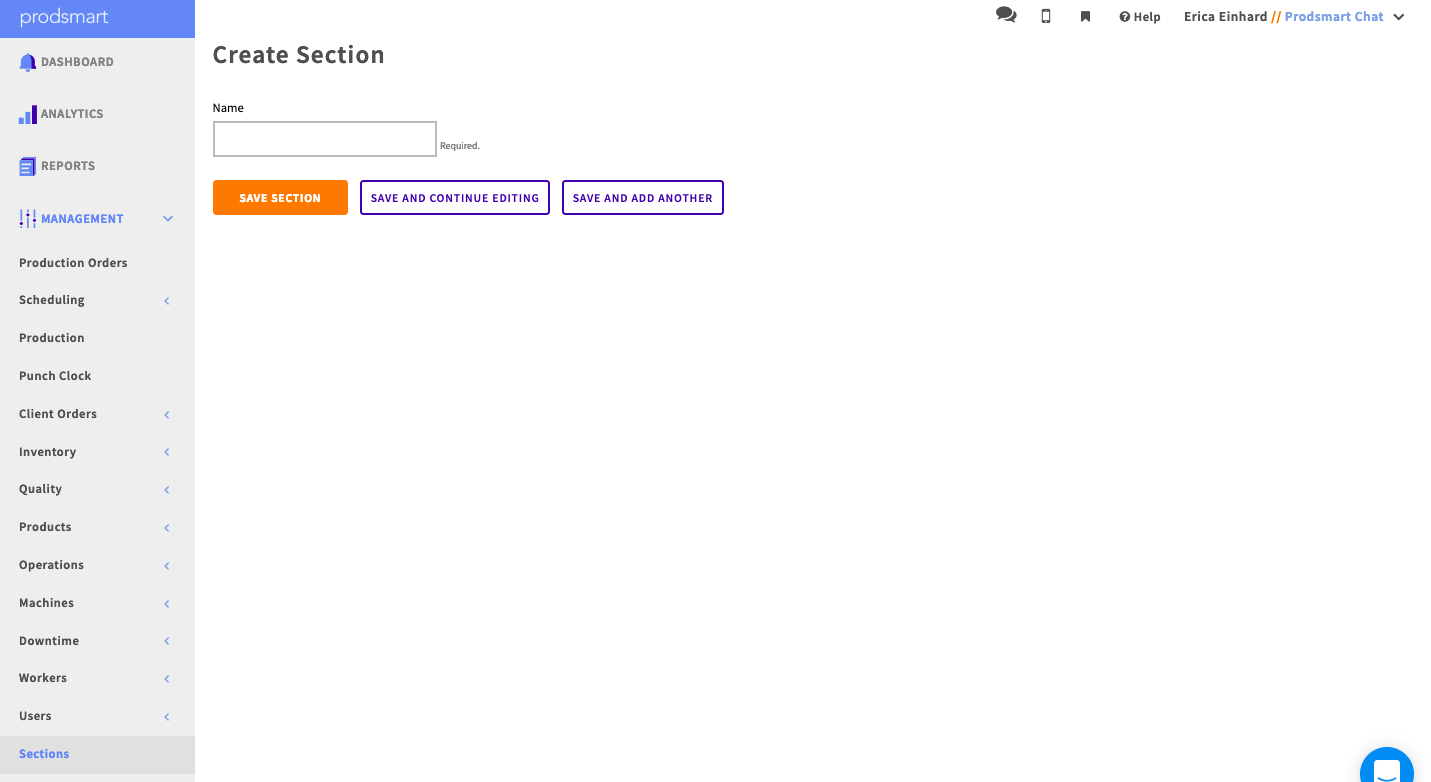 prodsmart
Help
Erica Einhard // Prodsmart Chat
DASHBOARD
ANALYTICS
REPORTS
MANAGEMENT
Production Orders
Scheduling
Production
Punch Clock
Client Orders
Inventory
Quality
Products
Operations
Machines
Downtime
Workers
Users
Sections
Create Section
Name
Required.
SAVE SECTION
SAVE AND CONTINUE EDITING
SAVE AND ADD ANOTHER